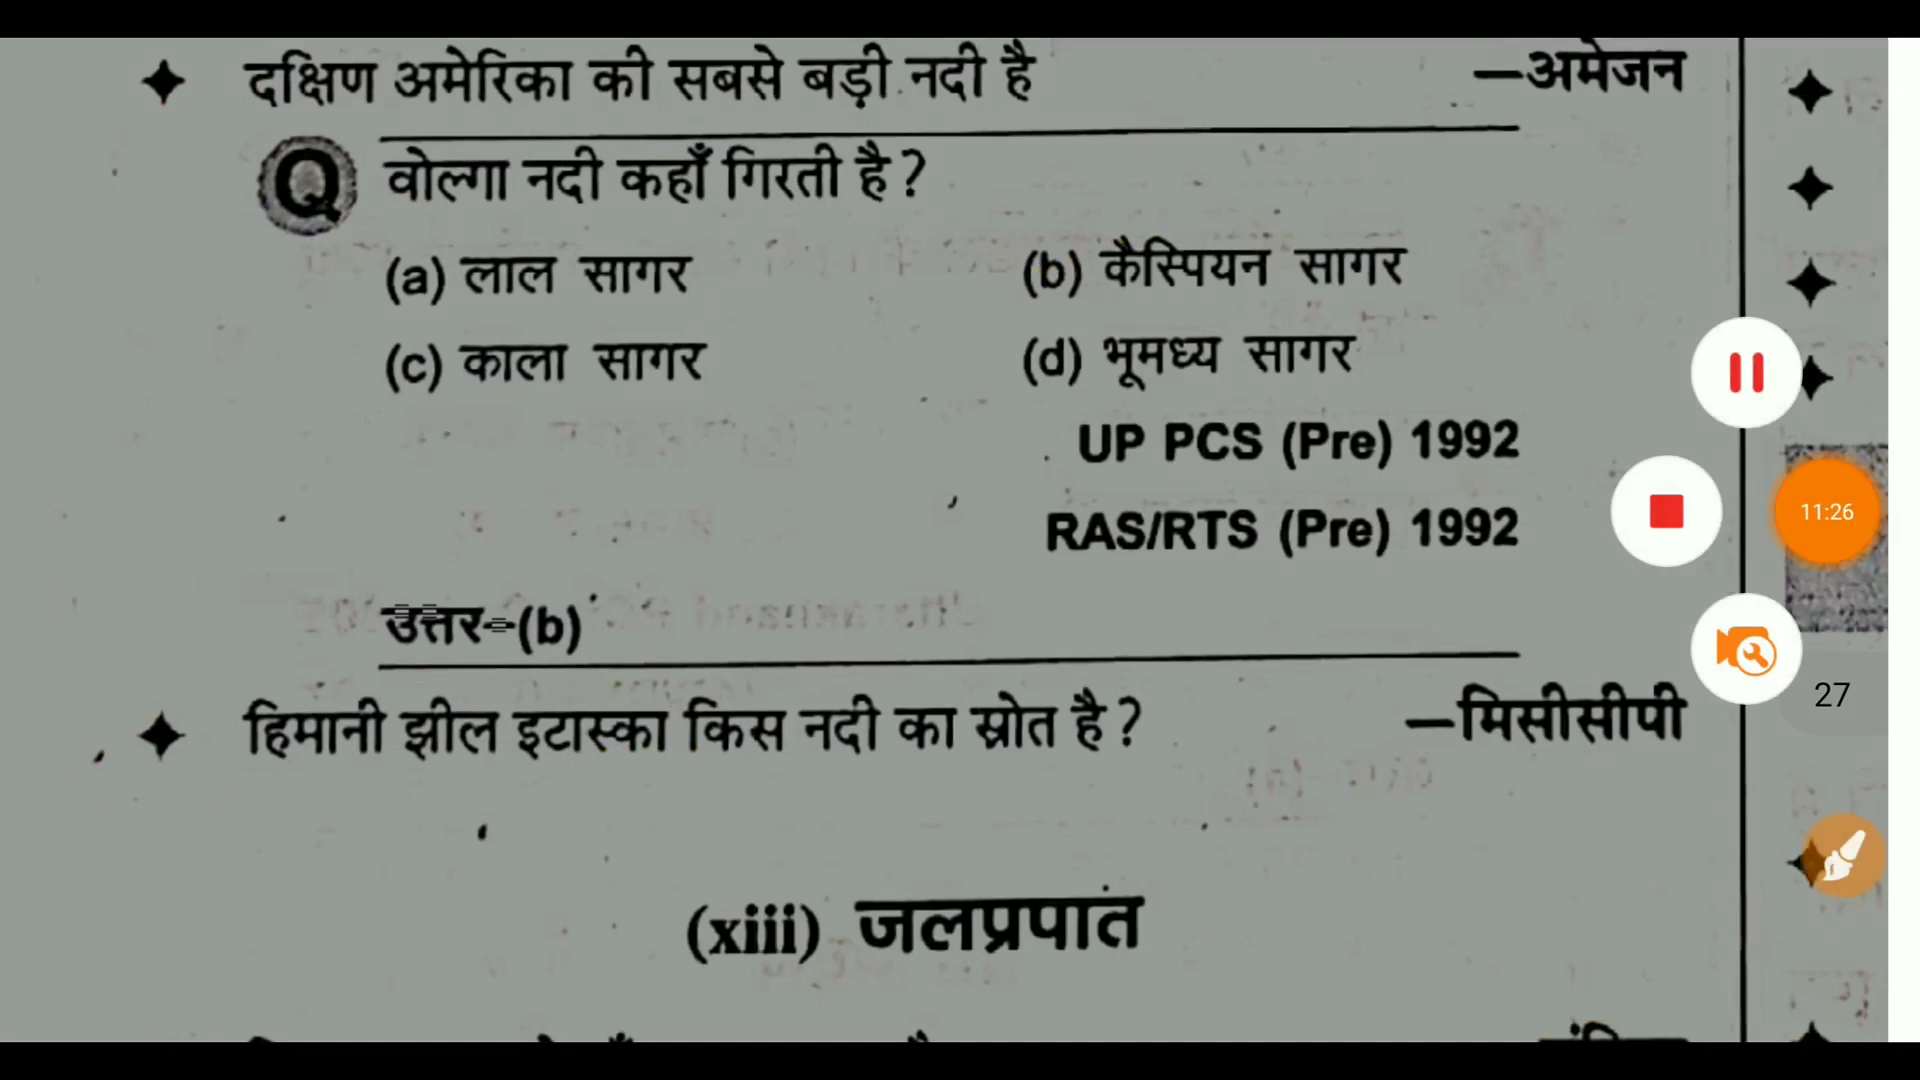 दक्षिण अमेरिका की सबसे बड़ी नदी है —अमेजन
Q वोल्गा नदी कहाँ गिरती है?
(a) लाल सागर (b) कैस्पियन सागर
(c) काला सागर (d) भूमध्य सागर
UP PCS (Pre) 1992
RAS/RTS (Pre) 1992
11:26
उत्तर–(b)
27
हिमानी झील इटास्का किस नदी का स्रोत है? —मिसीसीपी
(xiii) जलप्रपात